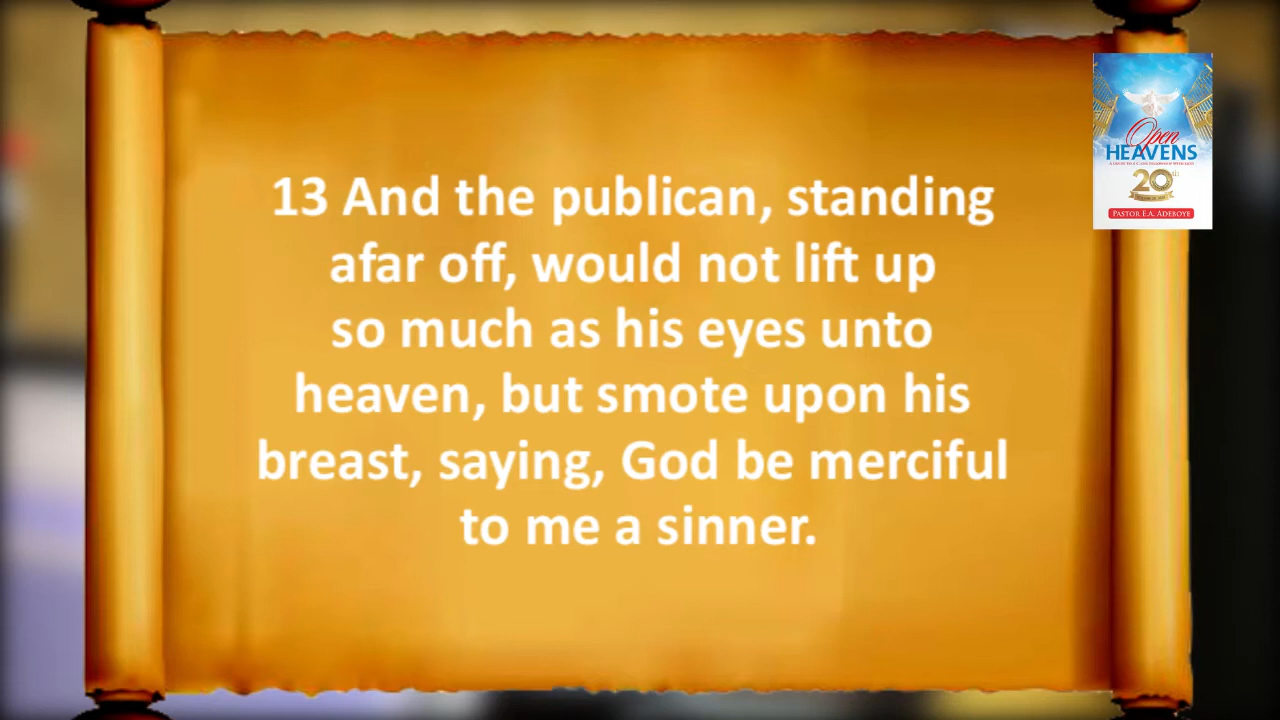 13 And the publican, standing
afar off, would not lift up
so much as his eyes unto
heaven, but smote upon his
breast, saying, God be merciful
to me a sinner.
Open
HEAVENS
20th
PASTOR E.A. ADEBOYE